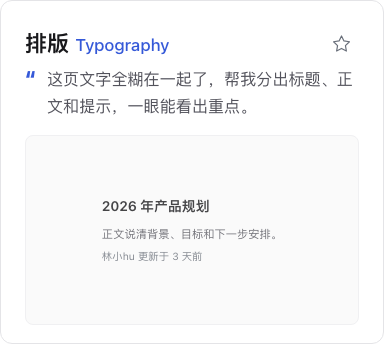 排版 Typography
“ 这页文字全糊在一起了，帮我分出标题、正
文和提示，一眼能看出重点。
2026 年产品规划
正文说清背景、目标和下一步安排。
林小hu 更新于 3 天前